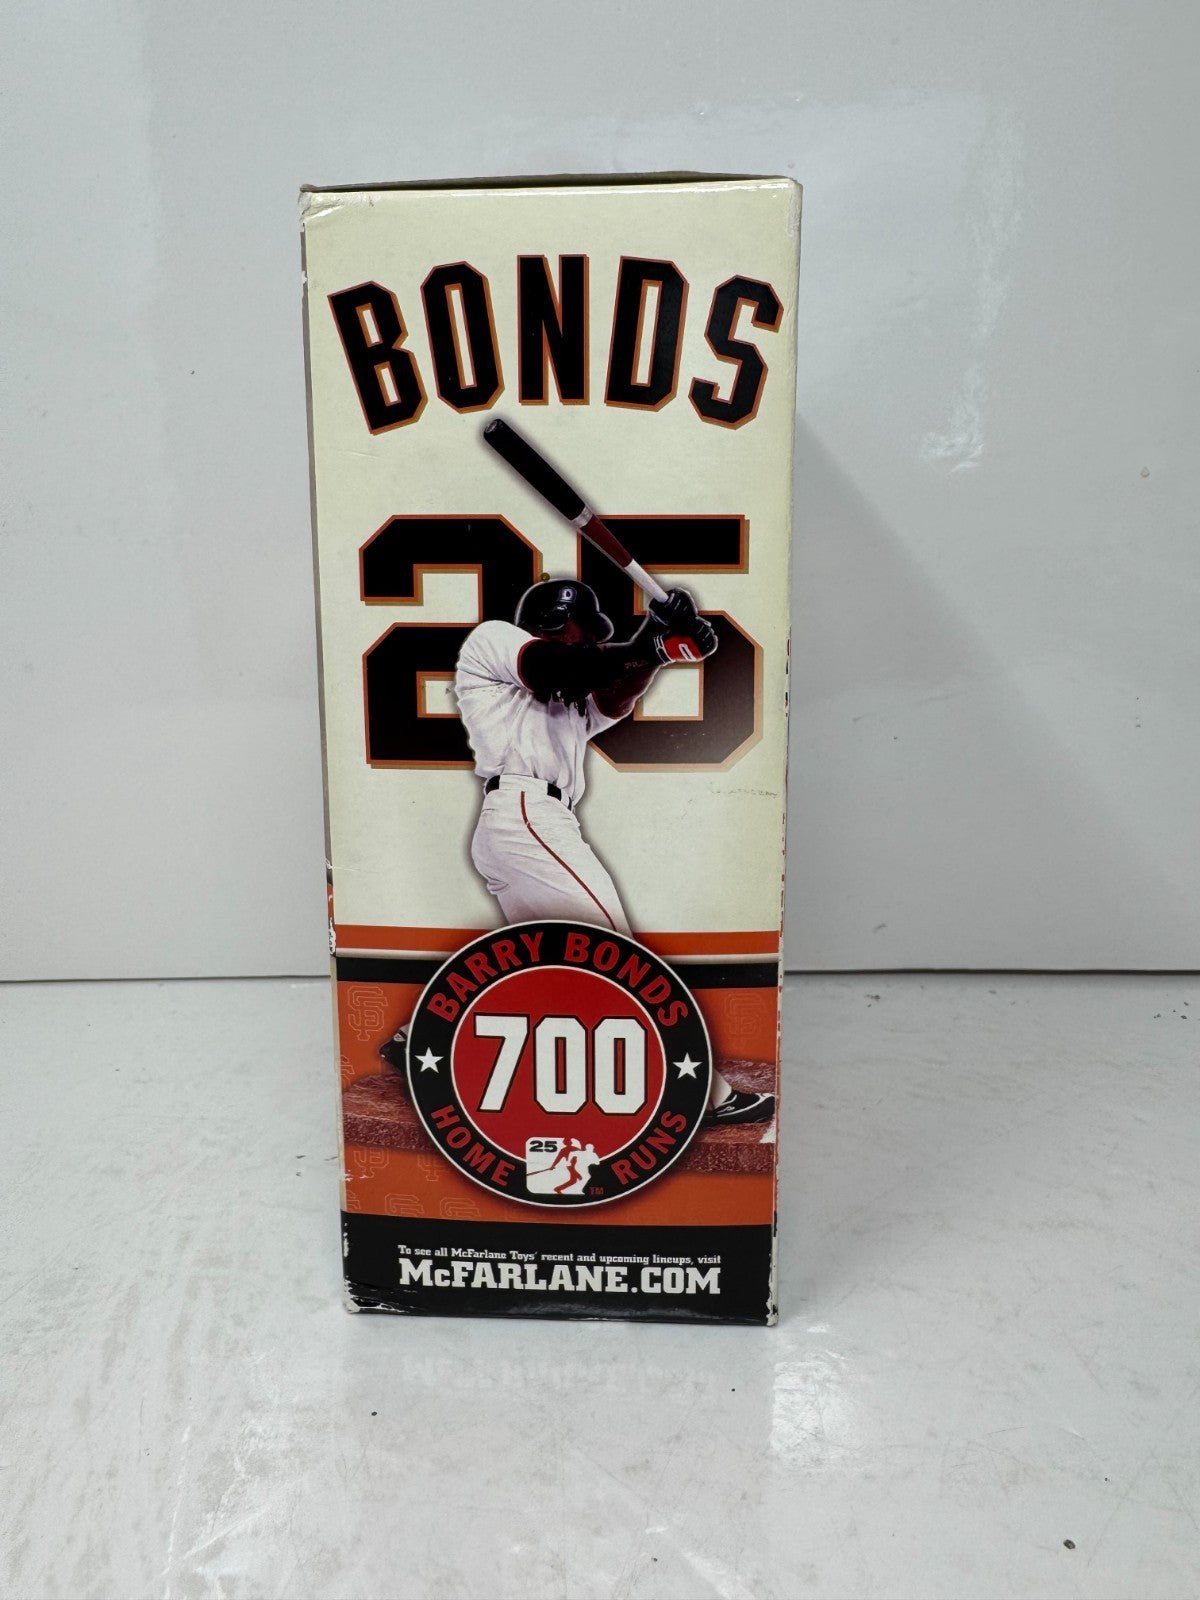 BONDS
25
BARRY BONDS
700
HOME RUNS
25
TM
To see all McFarlane Toys' recent and upcoming lineups, visit
McFARLANE.COM